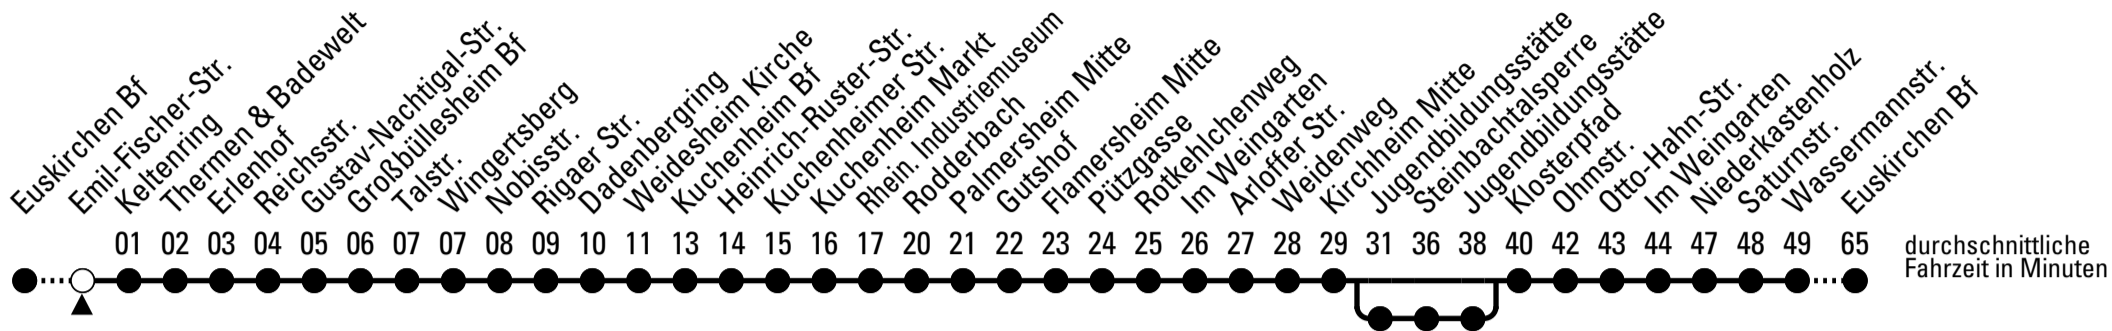 Euskirchen Bf
Emil-Fischer-Str.
Keltenring
Thermen & Badewelt
Erlenhof
Reichsstr.
Gustav-Nachtigal-Str.
Großbüllesheim Bf
Talstr.
Wingertsberg
Nobisstr.
Rigaer Str.
Dadenbergring
Weidesheim Kirche
Kuchenheim Bf
Heinrich-Ruster-Str.
Kuchenheimer Str.
Kuchenheim Markt
Rhein. Industriemuseum
Rodderbach
Palmersheim Mitte
Gutshof
Flamersheim Mitte
Pützgasse
Rotkehlchenweg
Im Weingarten
Arloffer Str.
Weidenweg
Kirchheim Mitte
Jugendbildungsstätte
Steinbachtalsperre
Jugendbildungsstätte
Klosterpfad
Ohmstr.
Otto-Hahn-Str.
Im Weingarten
Niederkastenholz
Saturnstr.
Wassermannstr.
Euskirchen Bf
01 02 03 04 05 06 07 07 08 09 10 11 13 14 15 16 17 20 21 22 23 24 25 26 27 28 29 31 36 38 40 42 43 44 47 48 49 65
durchschnittliche
Fahrzeit in Minuten